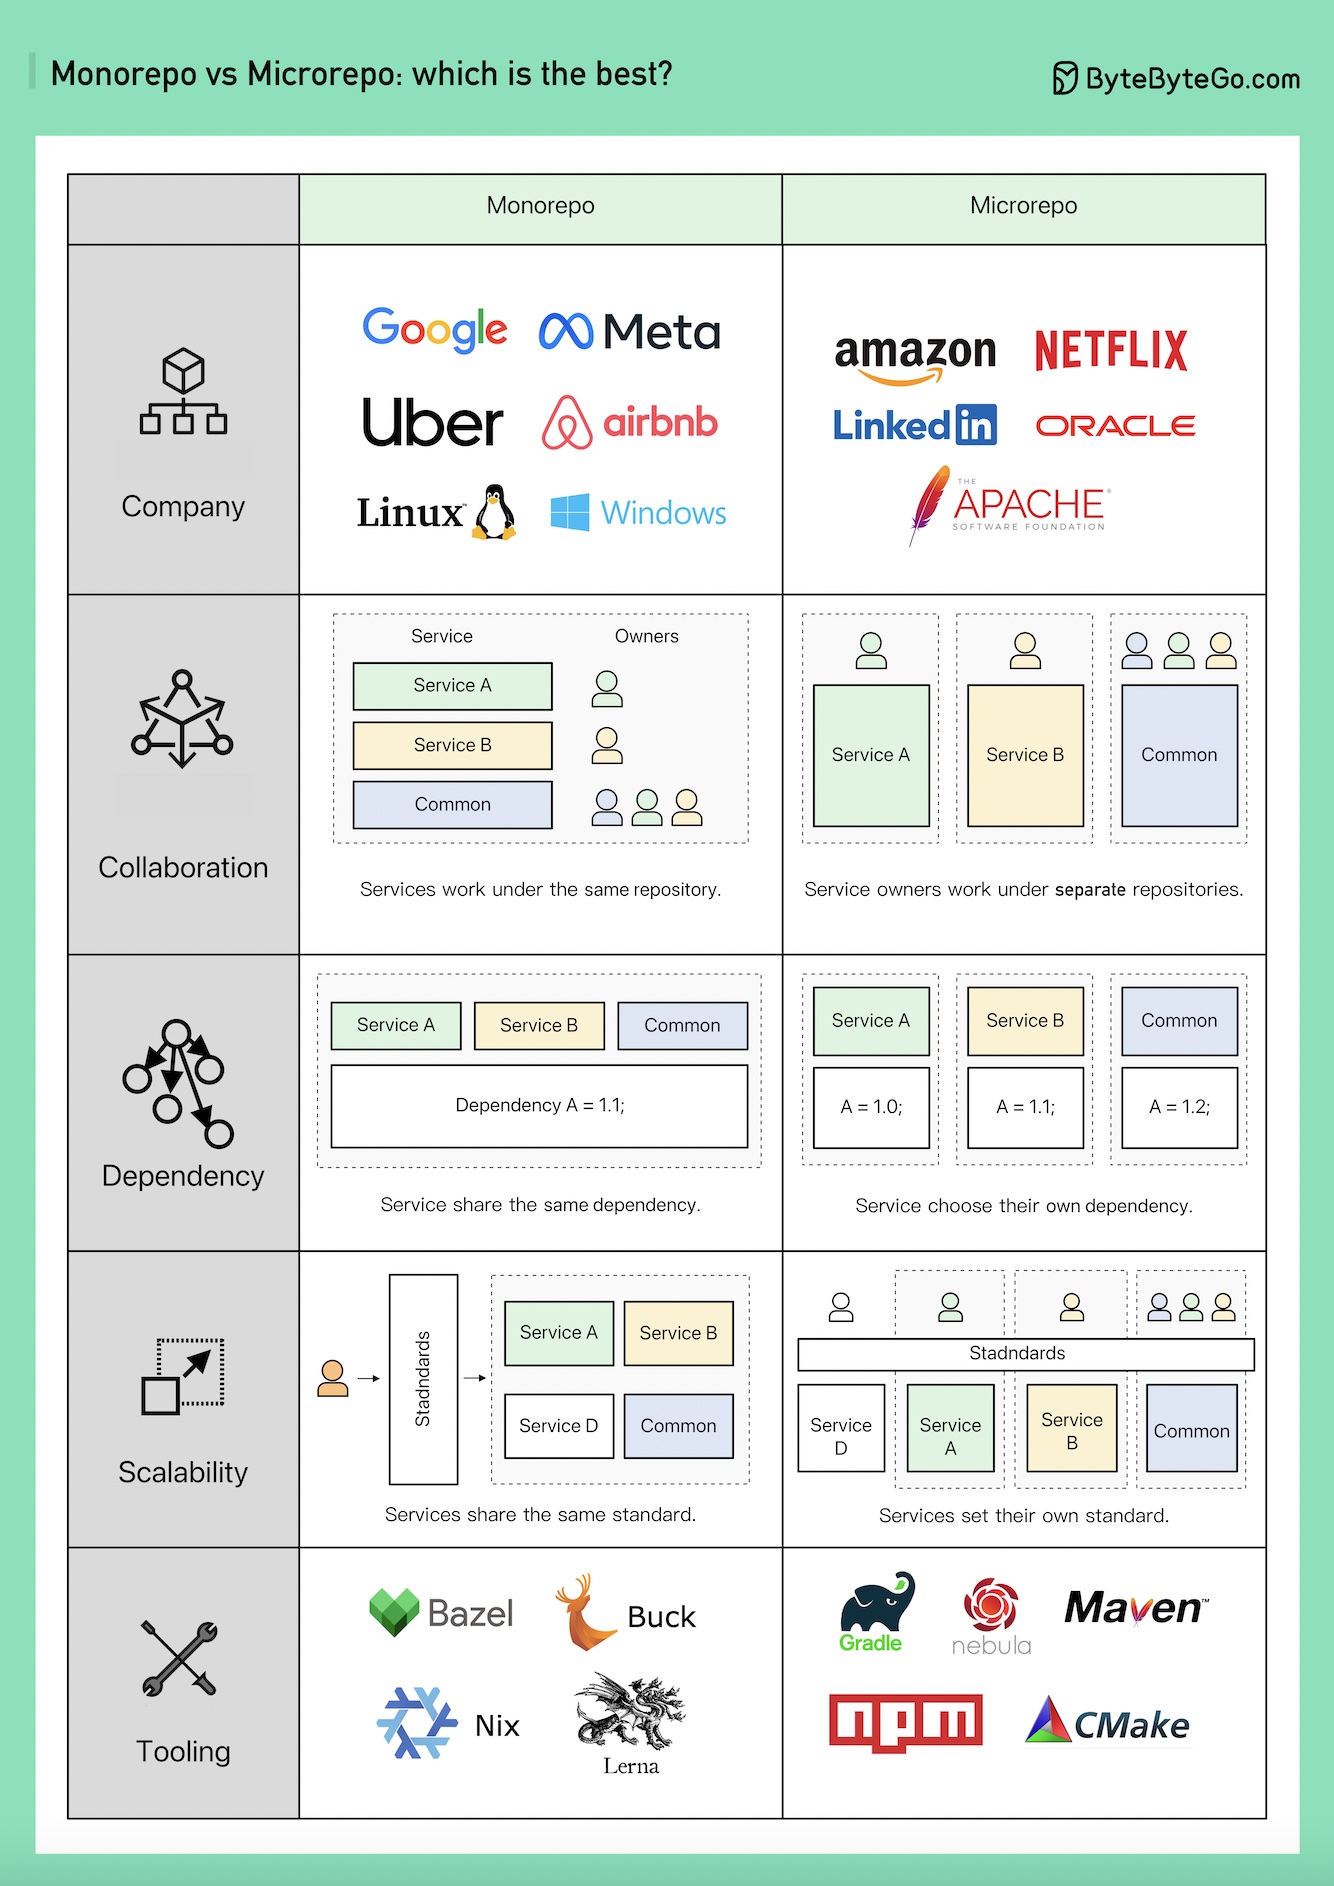 Monorepo vs Microrepo: which is the best?
ByteByteGo.com
Monorepo
Microrepo
Company
Google
Meta
Uber
airbnb
Linux™
Windows
amazon
NETFLIX
Linkedin
ORACLE
THE
APACHE®
SOFTWARE FOUNDATION
Collaboration
Service
Owners
Service A
Service B
Common
Services work under the same repository.
Service A
Service B
Common
Service owners work under separate repositories.
Dependency
Service A
Service B
Common
Dependency A = 1.1;
Service share the same dependency.
Service A
Service B
Common
A = 1.0;
A = 1.1;
A = 1.2;
Service choose their own dependency.
Scalability
Stadndards
Service A
Service B
Service D
Common
Services share the same standard.
Stadndards
Service
D
Service
A
Service
B
Common
Services set their own standard.
Tooling
Bazel
Buck
Nix
Lerna
Gradle
nebula
Maven™
npm
CMake